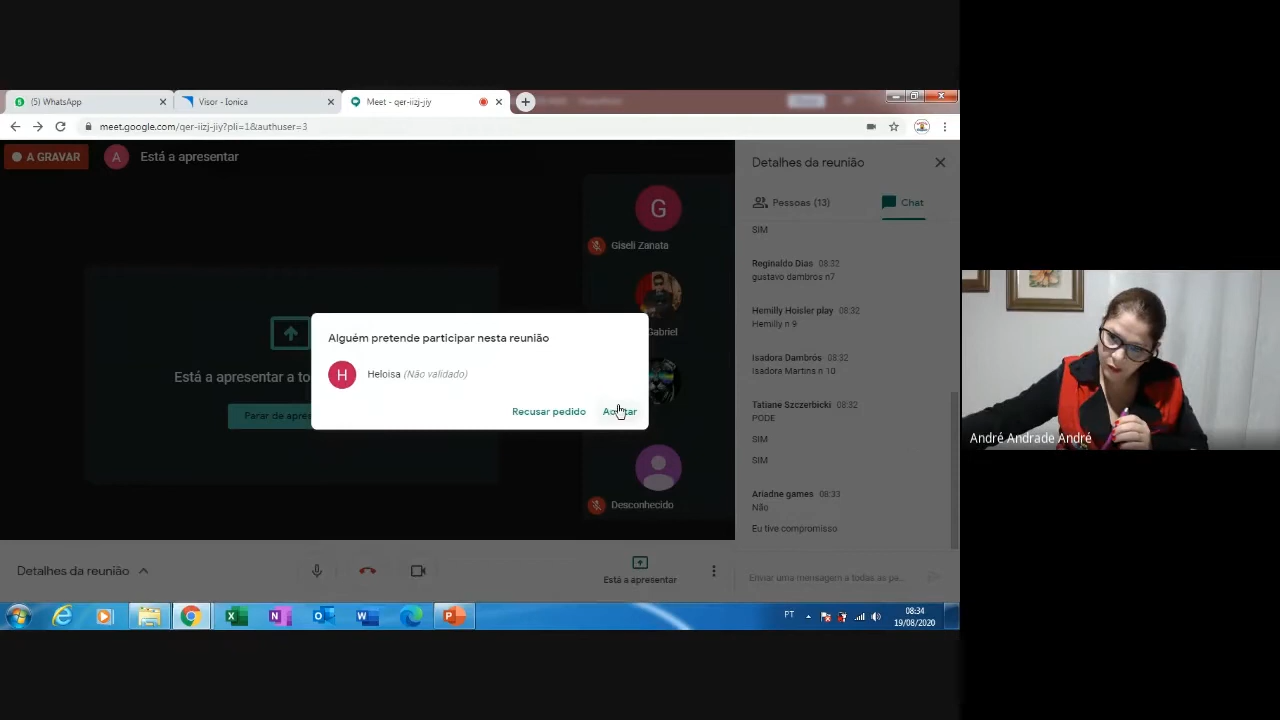 (5) WhatsApp
Visor - Ionica
Meet - qer-iizj-jiy
meet.google.com/qer-iizj-jiy?pli=1&authuser=3
A GRAVAR
A
Está a apresentar
Detalhes da reunião
Pessoas (13)
Chat
SIM
Reginaldo Dias 08:32
gustavo dambros n7
Hemilly Hoisler play 08:32
Hemilly n 9
Isadora Dambrós 08:32
Isadora Martins n 10
Tatiane Szczerbicki 08:32
PODE
SIM
SIM
Ariadne games 08:33
Não
Eu tive compromisso
Enviar uma mensagem a todas as pa...
G
Giseli Zanata
Gabriel
Desconhecido
Está a apresentar a to
Parar de apres
Alguém pretende participar nesta reunião
H
Heloisa (Não validado)
Recusar pedido
Detalhes da reunião
Está a apresentar
PT
08:34
19/08/2020
André Andrade André